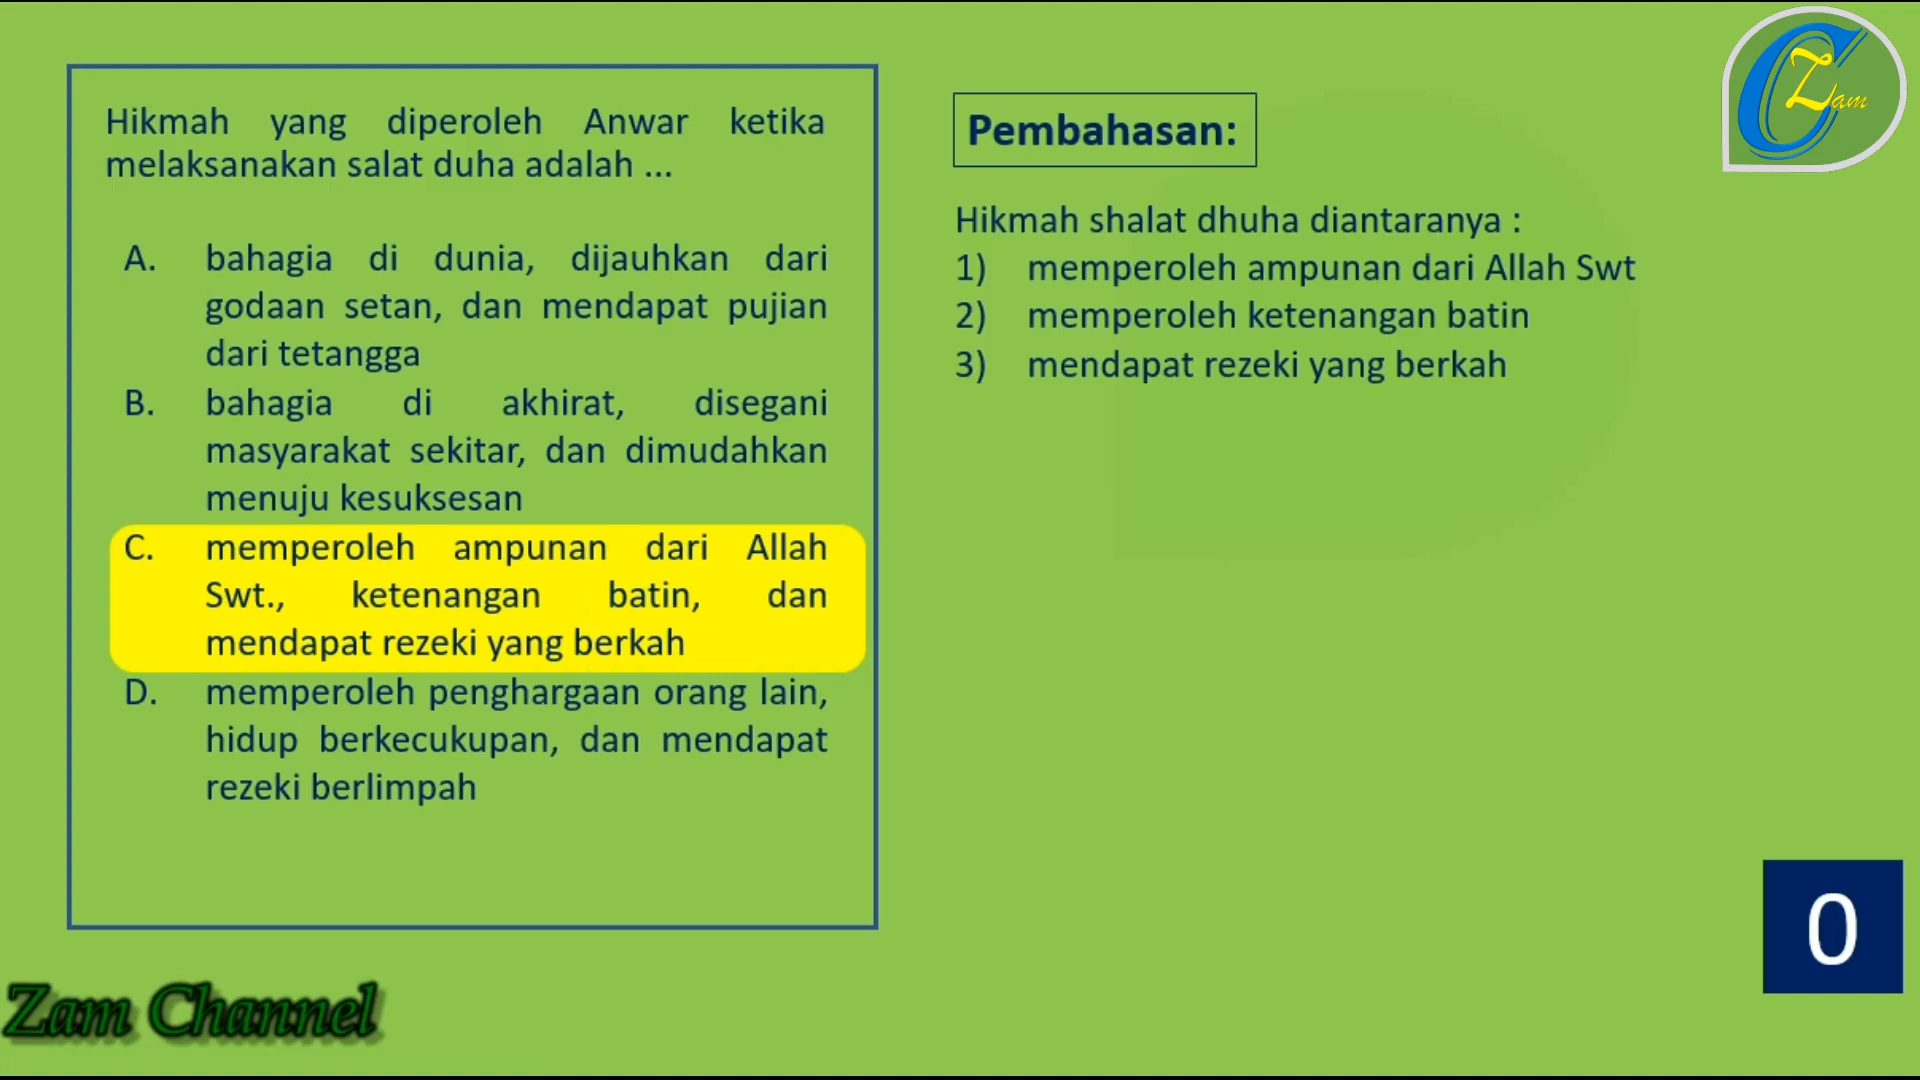 Hikmah yang diperoleh Anwar ketika
melaksanakan salat duha adalah ...
A. bahagia di dunia, dijauhkan dari
godaan setan, dan mendapat pujian
dari tetangga
B. bahagia di akhirat, disegani
masyarakat sekitar, dan dimudahkan
menuju kesuksesan
C. memperoleh ampunan dari Allah
Swt., ketenangan batin, dan
mendapat rezeki yang berkah
D. memperoleh penghargaan orang lain,
hidup berkecukupan, dan mendapat
rezeki berlimpah
Pembahasan:
Hikmah shalat dhuha diantaranya :
1) memperoleh ampunan dari Allah Swt
2) memperoleh ketenangan batin
3) mendapat rezeki yang berkah
C Zam
0
Zam Channel